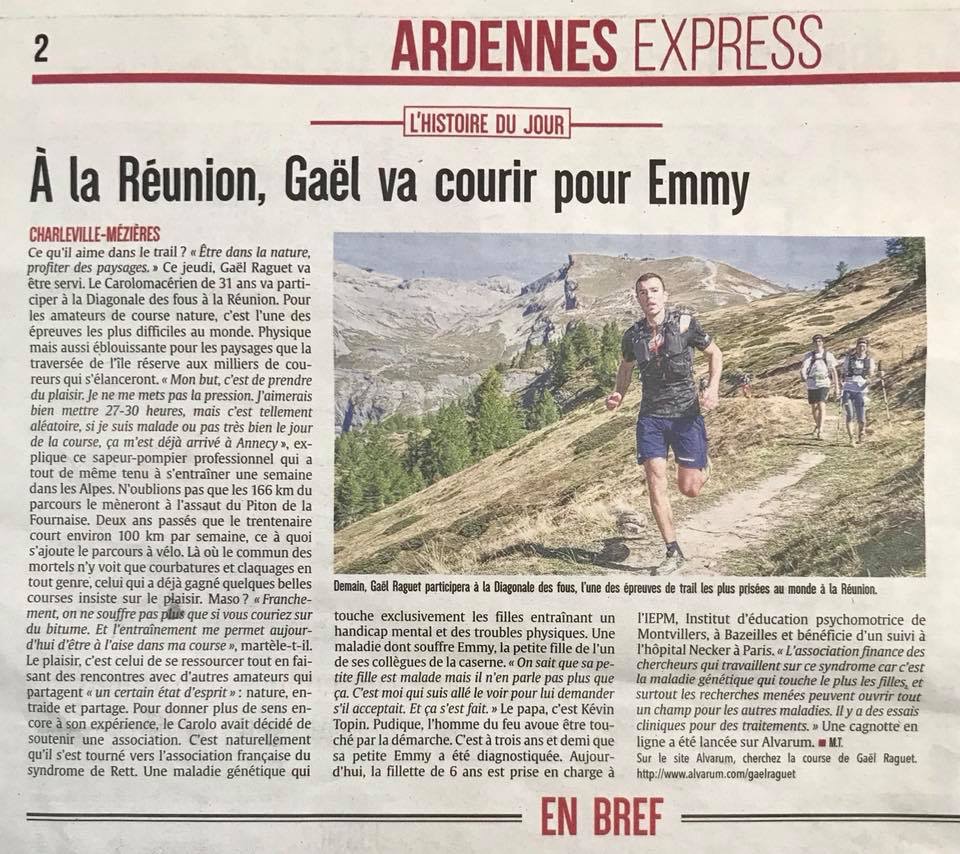 2
ARDENNES EXPRESS
L'HISTOIRE DU JOUR
À la Réunion, Gaël va courir pour Emmy
CHARLEVILLE-MÉZIÈRES
Ce qu'il aime dans le trail ? « Être dans la nature,
profiter des paysages. » Ce jeudi, Gaël Raguet va
être servi. Le Carolomacérien de 31 ans va parti-
ciper à la Diagonale des fous à la Réunion. Pour
les amateurs de course nature, c'est l'une des
épreuves les plus difficiles au monde. Physique
mais aussi éblouissante pour les paysages que la
traversée de l'île réserve aux milliers de cou-
reurs qui s'élanceront. « Mon but, c'est de prendre
du plaisir. Je ne me mets pas la pression. J'aimerais
bien mettre 27-30 heures, mais c'est tellement
aléatoire, si je suis malade ou pas très bien le jour
de la course, ça m'est déjà arrivé à Annecy », ex-
plique ce sapeur-pompier professionnel qui a
tout de même tenu à s'entraîner une semaine
dans les Alpes. N'oublions pas que les 166 km du
parcours le mèneront à l'assaut du Piton de la
Fournaise. Deux ans passés que le trentenaire
court environ 100 km par semaine, ce à quoi
s'ajoute le parcours à vélo. Là où le commun des
mortels n'y voit que courbatures et claquages en
tout genre, celui qui a déjà gagné quelques belles
courses insiste sur le plaisir. Maso ? « Franche-
ment, on ne souffre pas plus que si vous couriez sur
du bitume. Et l'entraînement me permet aujour-
d'hui d'être à l'aise dans ma course », martèle-t-il.
Le plaisir, c'est celui de se ressourcer tout en fai-
sant des rencontres avec d'autres amateurs qui
partagent « un certain état d'esprit » : nature, en-
traide et partage. Pour donner plus de sens en-
core à son expérience, le Carolo avait décidé de
soutenir une association. C'est naturellement
qu'il s'est tourné vers l'association française du
syndrome de Rett. Une maladie génétique qui
Demain, Gaël Raguet participera à la Diagonale des fous, l'une des épreuves de trail les plus prisées au monde à la Réunion.
touche exclusivement les filles entraînant un
handicap mental et des troubles physiques. Une
maladie dont souffre Emmy, la petite fille de l'un
de ses collègues de la caserne. « On sait que sa pe-
tite fille est malade mais il n'en parle pas plus que
ça. C'est moi qui suis allé le voir pour lui demander
s'il acceptait. Et ça s'est fait. » Le papa, c'est Kévin
Topin. Pudique, l'homme du feu avoue être tou-
ché par la démarche. C'est à trois ans et demi que
sa petite Emmy a été diagnostiquée. Aujour-
d'hui, la fillette de 6 ans est prise en charge à
l'IEPM, Institut d'éducation psychomotrice de
Montvillers, à Bazeilles et bénéficie d'un suivi à
l'hôpital Necker à Paris. « L'association finance des
chercheurs qui travaillent sur ce syndrome car c'est
la maladie génétique qui touche le plus les filles, et
surtout les recherches menées peuvent ouvrir tout
un champ pour les autres maladies. Il y a des essais
cliniques pour des traitements. » Une cagnotte en
ligne a été lancée sur Alvarum. ■ M.T.
Sur le site Alvarum, cherchez la course de Gaël Raguet.
http://www.alvarum.com/gaelraguet
EN BREF